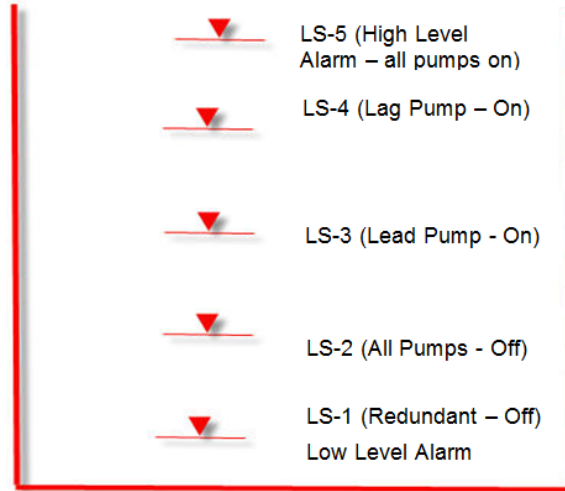 LS-5 (High Level
Alarm – all pumps on)
LS-4 (Lag Pump – On)
LS-3 (Lead Pump - On)
LS-2 (All Pumps - Off)
LS-1 (Redundant – Off)
Low Level Alarm